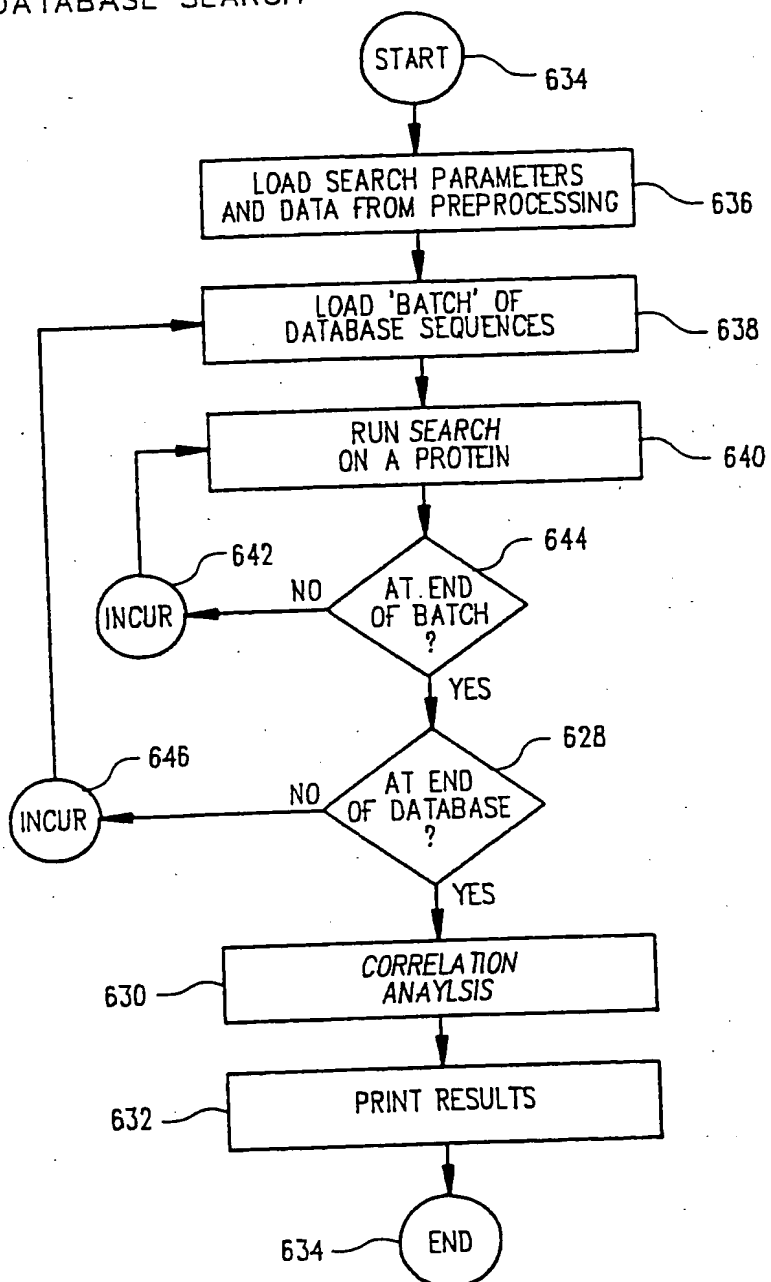 DATABASE SEARCH
START
634
LOAD SEARCH PARAMETERS
AND DATA FROM PREPROCESSING
636
LOAD 'BATCH' OF
DATABASE SEQUENCES
638
RUN SEARCH
ON A PROTEIN
640
644
642
NO
AT END
OF BATCH
?
INCUR
YES
628
646
NO
AT END
OF DATABASE
?
INCUR
YES
CORRELATION
ANAYLSIS
630
PRINT RESULTS
632
END
634